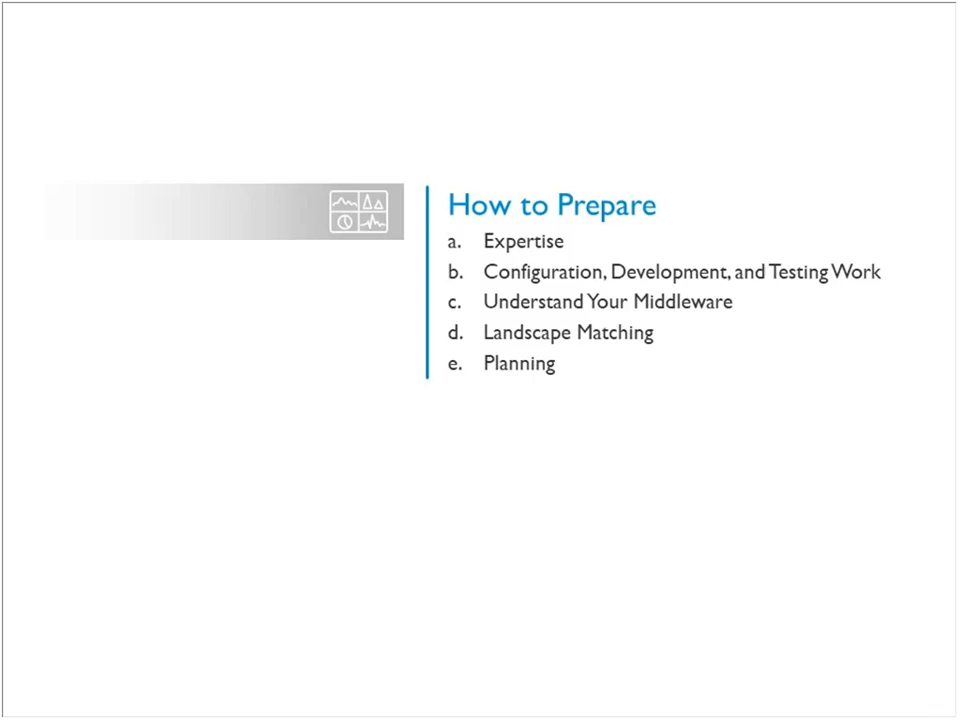 How to Prepare
a. Expertise
b. Configuration, Development, and Testing Work
c. Understand Your Middleware
d. Landscape Matching
e. Planning